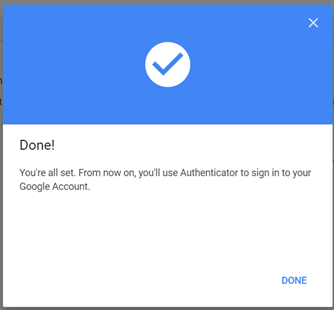 Done!
You're all set. From now on, you'll use Authenticator to sign in to your
Google Account.
DONE